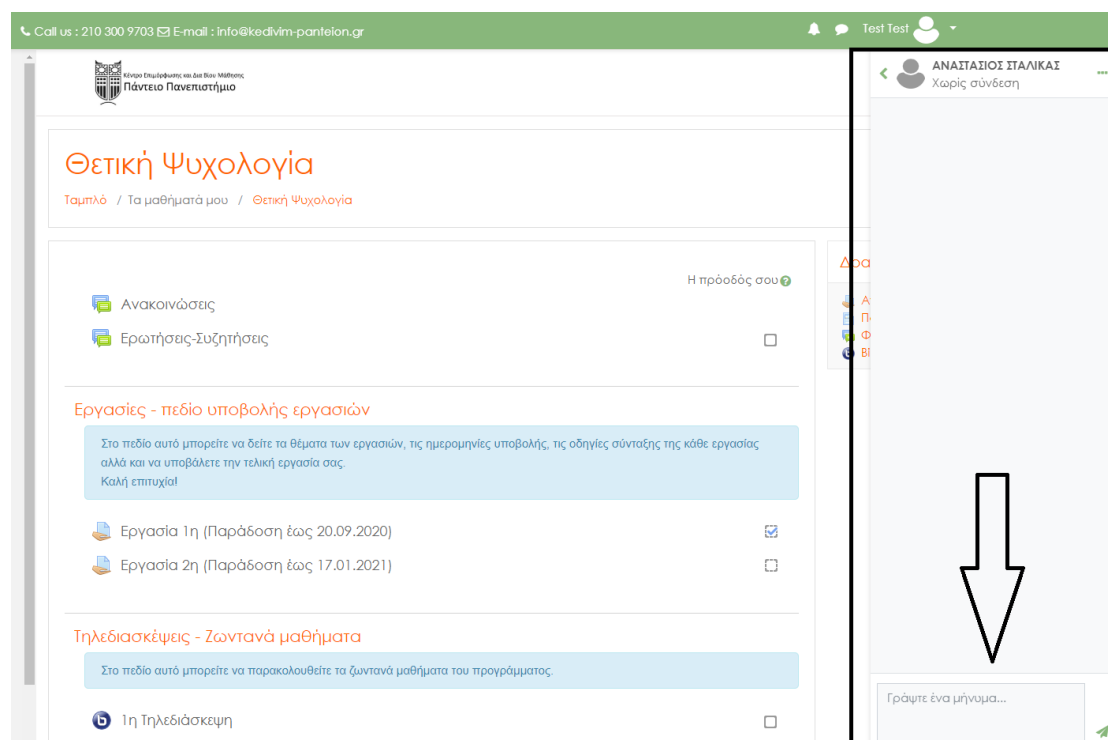 Call us : 210 300 9703 E-mail : info@kedivim-panteion.gr
Test Test
Κέντρο Επιμόρφωσης και Δια Βίου Μάθησης
Πάντειο Πανεπιστήμιο
ΑΝΑΣΤΑΣΙΟΣ ΣΤΑΛΙΚΑΣ
Χωρίς σύνδεση
Θετική Ψυχολογία
Ταμπλό / Τα μαθήματά μου / Θετική Ψυχολογία
Η πρόοδός σου
Ανακοινώσεις
Ερωτήσεις-Συζητήσεις
Εργασίες - πεδίο υποβολής εργασιών
Στο πεδίο αυτό μπορείτε να δείτε τα θέματα των εργασιών, τις ημερομηνίες υποβολής, τις οδηγίες σύνταξης της κάθε εργασίας
αλλά και να υποβάλετε την τελική εργασία σας.
Καλή επιτυχία!
Εργασία 1η (Παράδοση έως 20.09.2020)
Εργασία 2η (Παράδοση έως 17.01.2021)
Τηλεδιασκέψεις - Ζωντανά μαθήματα
Στο πεδίο αυτό μπορείτε να παρακολουθείτε τα ζωντανά μαθήματα του προγράμματος.
1η Τηλεδιάσκεψη
Δρα
Α
Π
Φ
Γράψτε ένα μήνυμα...